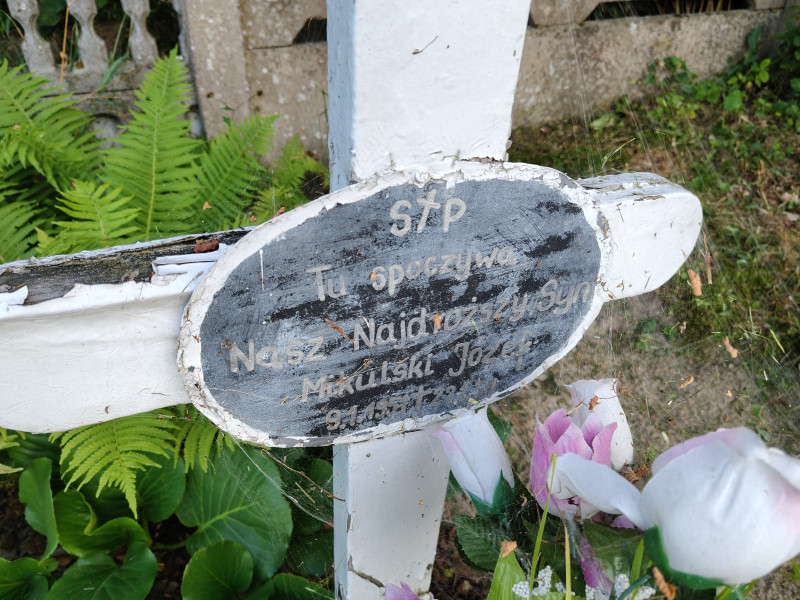 S†P
Tu spoczywa
Nasz Najdroższy Syn
Mikulski Józef